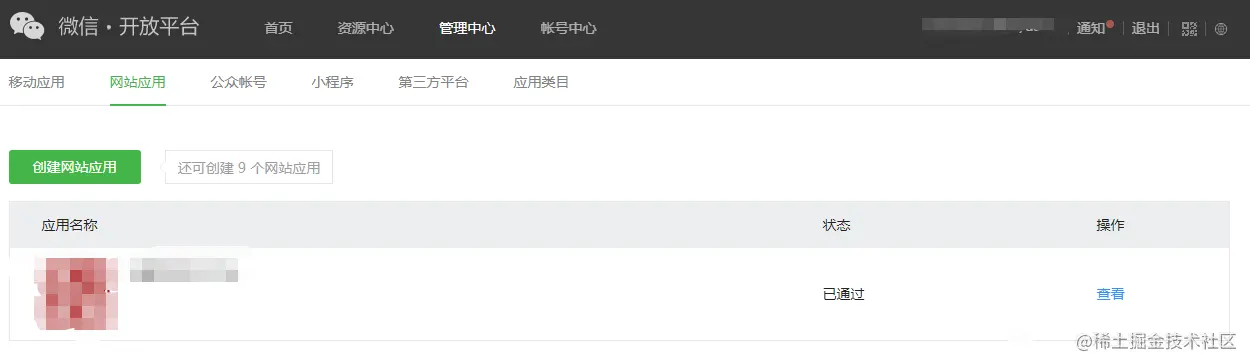 微信·开放平台 首页 资源中心 管理中心 帐号中心 通知 退出
移动应用 网站应用 公众帐号 小程序 第三方平台 应用类目
创建网站应用 还可创建 9 个网站应用
应用名称 状态 操作
已通过 查看
@稀土掘金技术社区